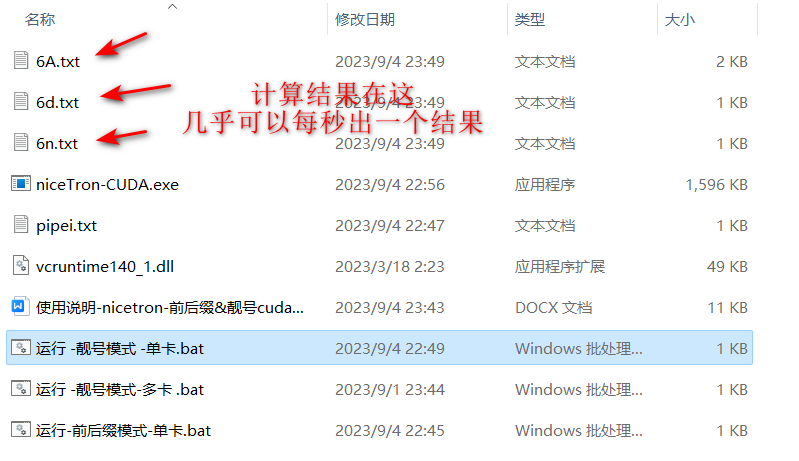 名称 修改日期 类型 大小
6A.txt 2023/9/4 23:49 文本文档 2 KB
计算结果在这
6d.txt 2023/9/4 23:49 文本文档 1 KB
几乎可以每秒出一个结果
6n.txt 2023/9/4 23:49 文本文档 1 KB
niceTron-CUDA.exe 2023/9/4 22:56 应用程序 1,596 KB
pipei.txt 2023/9/4 22:47 文本文档 1 KB
vcruntime140_1.dll 2023/3/18 2:23 应用程序扩展 49 KB
使用说明-nicetron-前后缀&靓号cuda... 2023/9/4 23:43 DOCX 文档 11 KB
运行 -靓号模式 -单卡.bat 2023/9/4 22:49 Windows 批处理... 1 KB
运行 -靓号模式-多卡 .bat 2023/9/1 23:44 Windows 批处理... 1 KB
运行-前后缀模式-单卡.bat 2023/9/4 22:45 Windows 批处理... 1 KB